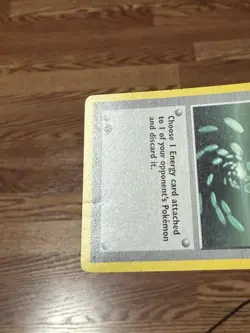 Choose 1 Energy card attached
to 1 of your opponent's Pokémon
and discard it.